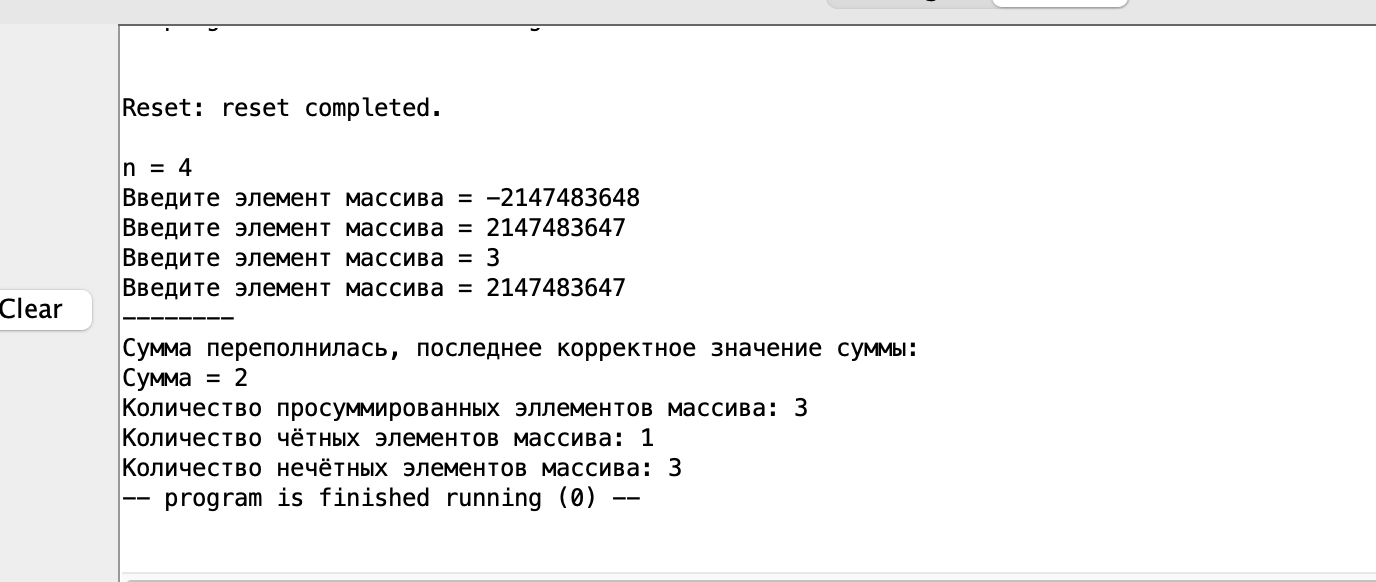 Reset: reset completed.
n = 4
Введите элемент массива = -2147483648
Введите элемент массива = 2147483647
Введите элемент массива = 3
Clear
Введите элемент массива = 2147483647
--------
Сумма переполнилась, последнее корректное значение суммы:
Сумма = 2
Количество просуммированных эллементов массива: 3
Количество чётных элементов массива: 1
Количество нечётных элементов массива: 3
-- program is finished running (0) --